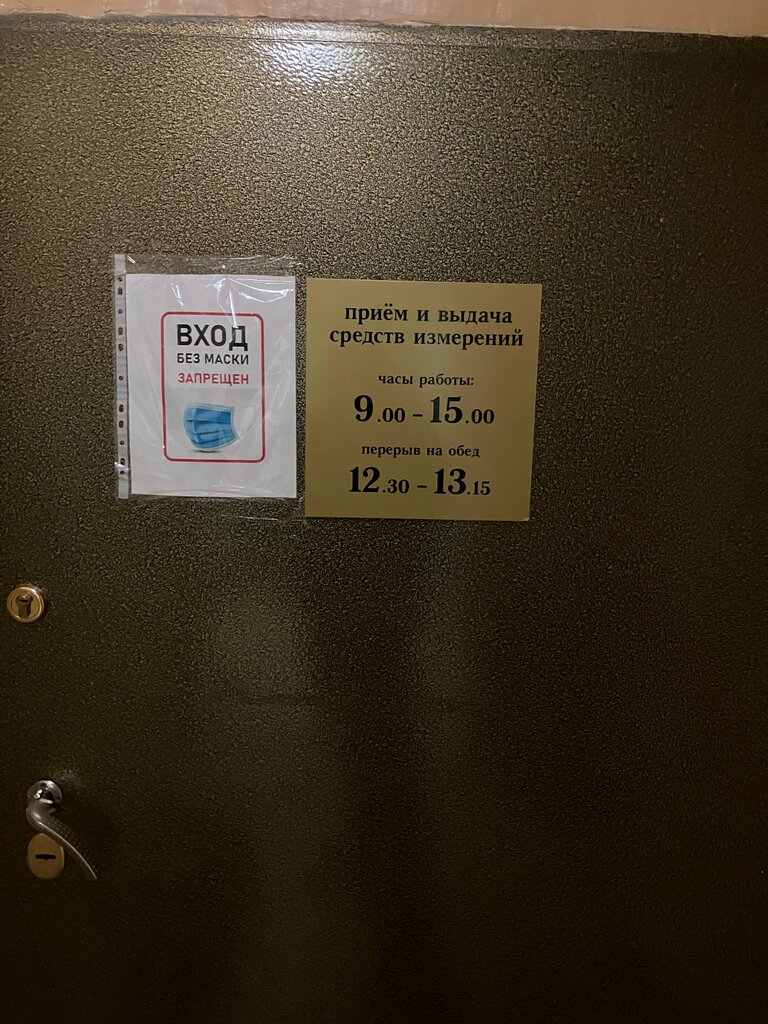 ВХОД
БЕЗ МАСКИ
ЗАПРЕЩЕН
приём и выдача
средств измерений
часы работы:
9.00 – 15.00
перерыв на обед
12.30 – 13.15